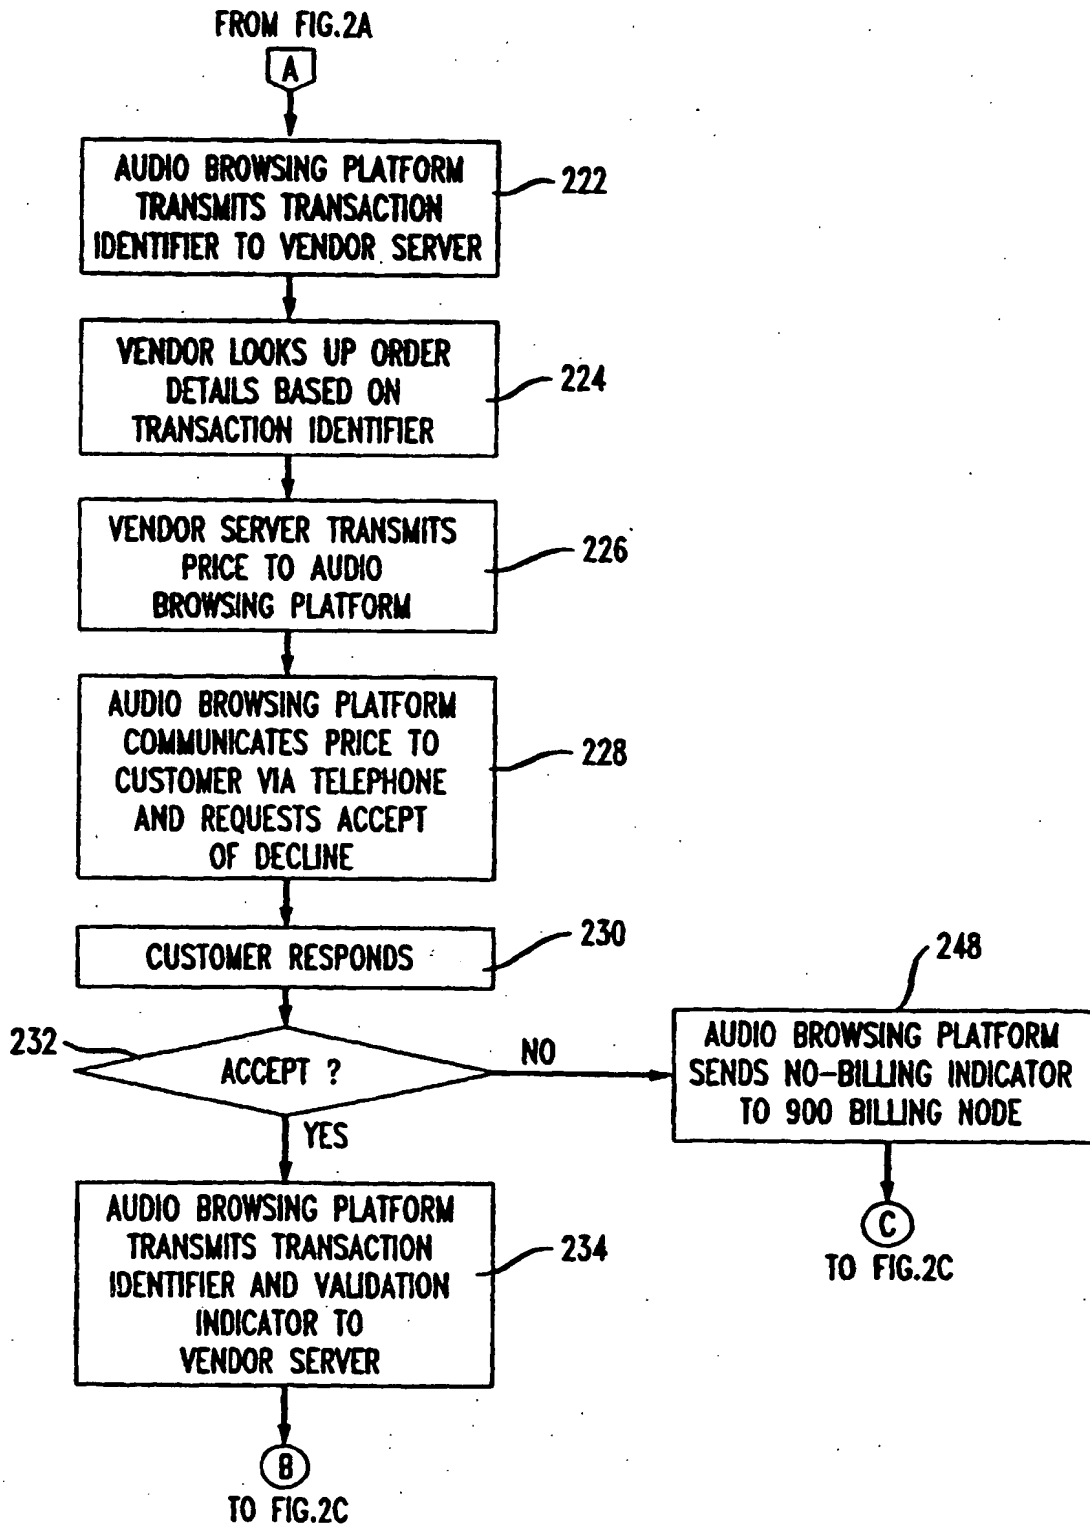 FROM FIG.2A
A
AUDIO BROWSING PLATFORM
TRANSMITS TRANSACTION
IDENTIFIER TO VENDOR SERVER
222
VENDOR LOOKS UP ORDER
DETAILS BASED ON
TRANSACTION IDENTIFIER
224
VENDOR SERVER TRANSMITS
PRICE TO AUDIO
BROWSING PLATFORM
226
AUDIO BROWSING PLATFORM
COMMUNICATES PRICE TO
CUSTOMER VIA TELEPHONE
AND REQUESTS ACCEPT
OF DECLINE
228
CUSTOMER RESPONDS
230
232
ACCEPT ?
NO
YES
248
AUDIO BROWSING PLATFORM
SENDS NO-BILLING INDICATOR
TO 900 BILLING NODE
C
TO FIG.2C
AUDIO BROWSING PLATFORM
TRANSMITS TRANSACTION
IDENTIFIER AND VALIDATION
INDICATOR TO
VENDOR SERVER
234
B
TO FIG.2C